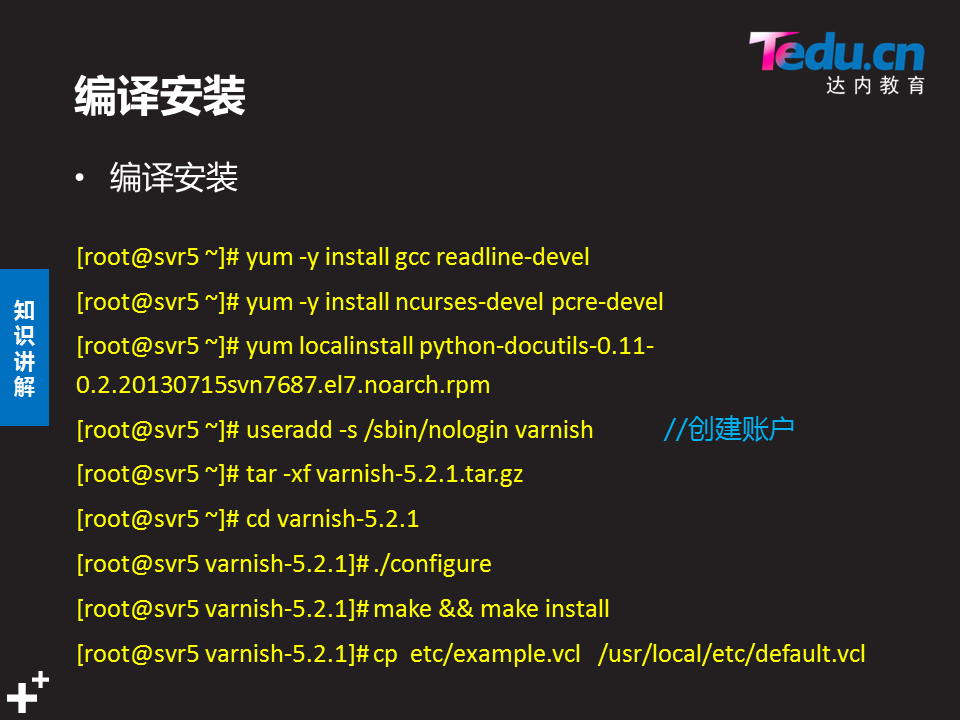 Tedu.cn
达内教育
编译安装
• 编译安装
[root@svr5 ~]# yum -y install gcc readline-devel
[root@svr5 ~]# yum -y install ncurses-devel pcre-devel
[root@svr5 ~]# yum localinstall python-docutils-0.11-
0.2.20130715svn7687.el7.noarch.rpm
[root@svr5 ~]# useradd -s /sbin/nologin varnish //创建账户
[root@svr5 ~]# tar -xf varnish-5.2.1.tar.gz
[root@svr5 ~]# cd varnish-5.2.1
[root@svr5 varnish-5.2.1]# ./configure
[root@svr5 varnish-5.2.1]# make && make install
[root@svr5 varnish-5.2.1]# cp etc/example.vcl /usr/local/etc/default.vcl
知识讲解